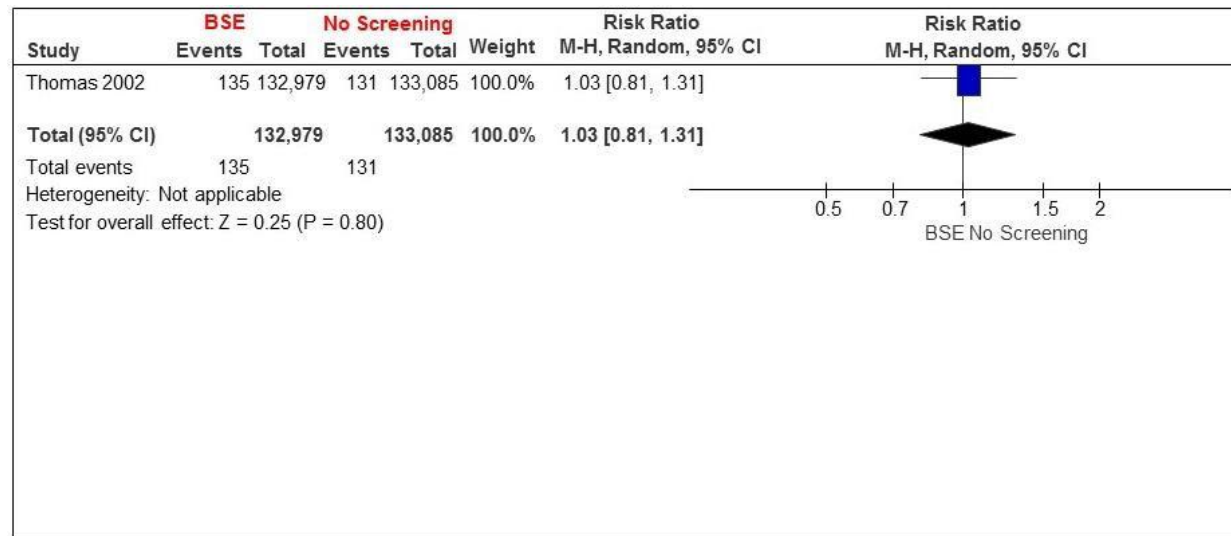 BSE No Screening Risk Ratio Risk Ratio
Study Events Total Events Total Weight M-H, Random, 95% CI M-H, Random, 95% CI
Thomas 2002 135 132,979 131 133,085 100.0% 1.03 [0.81, 1.31]
Total (95% CI) 132,979 133,085 100.0% 1.03 [0.81, 1.31]
Total events 135 131
Heterogeneity: Not applicable
Test for overall effect: Z = 0.25 (P = 0.80)
0.5 0.7 1 1.5 2
BSE No Screening